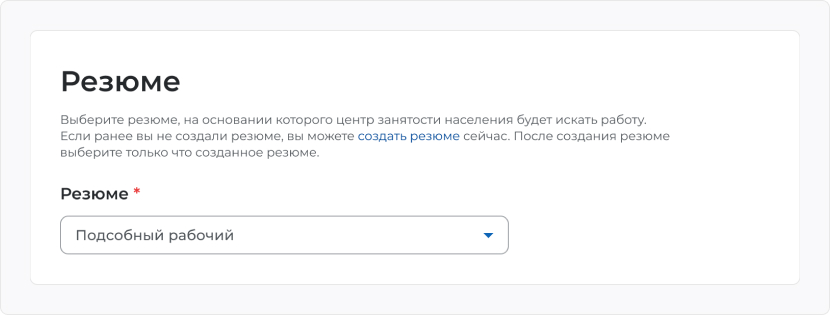 Резюме
Выберите резюме, на основании которого центр занятости населения будет искать работу.
Если ранее вы не создали резюме, вы можете создать резюме сейчас. После создания резюме
выберите только что созданное резюме.
Резюме *
Подсобный рабочий